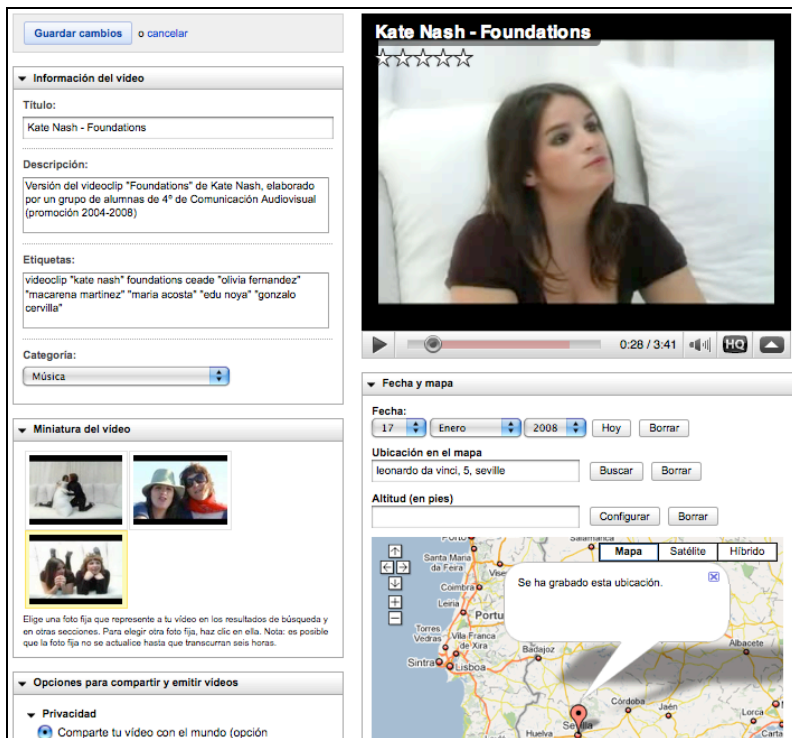 Guardar cambios o cancelar
Información del vídeo
Título:
Kate Nash - Foundations
Descripción:
Versión del videoclip "Foundations" de Kate Nash, elaborado
por un grupo de alumnas de 4º de Comunicación Audiovisual
(promoción 2004-2008)
Etiquetas:
videoclip "kate nash" foundations ceade "olivia fernandez"
"macarena martinez" "maria acosta" "edu noya" "gonzalo
cervilla"
Categoría:
Música
Miniatura del vídeo
Elige una foto fija que represente a tu vídeo en los resultados de búsqueda y
en otras secciones. Para elegir otra foto fija, haz clic en ella. Nota: es posible
que la foto fija no se actualice hasta que transcurran seis horas.
Opciones para compartir y emitir vídeos
Privacidad
Comparte tu vídeo con el mundo (opción
Kate Nash - Foundations
0:28 / 3:41 HQ
Fecha y mapa
Fecha:
17 Enero 2008 Hoy Borrar
Ubicación en el mapa
leonardo da vinci, 5, seville Buscar Borrar
Altitud (en pies)
Configurar Borrar
Mapa Satélite Híbrido
Se ha grabado esta ubicación.
Santa Maria
da Feira
Coimbra
Leiria
Torres
Vedras
Vila Franca
de Xira
Badajoz
Albacete
Sintra
Lisboa
Córdoba
Jaén
Lorca
Huelva